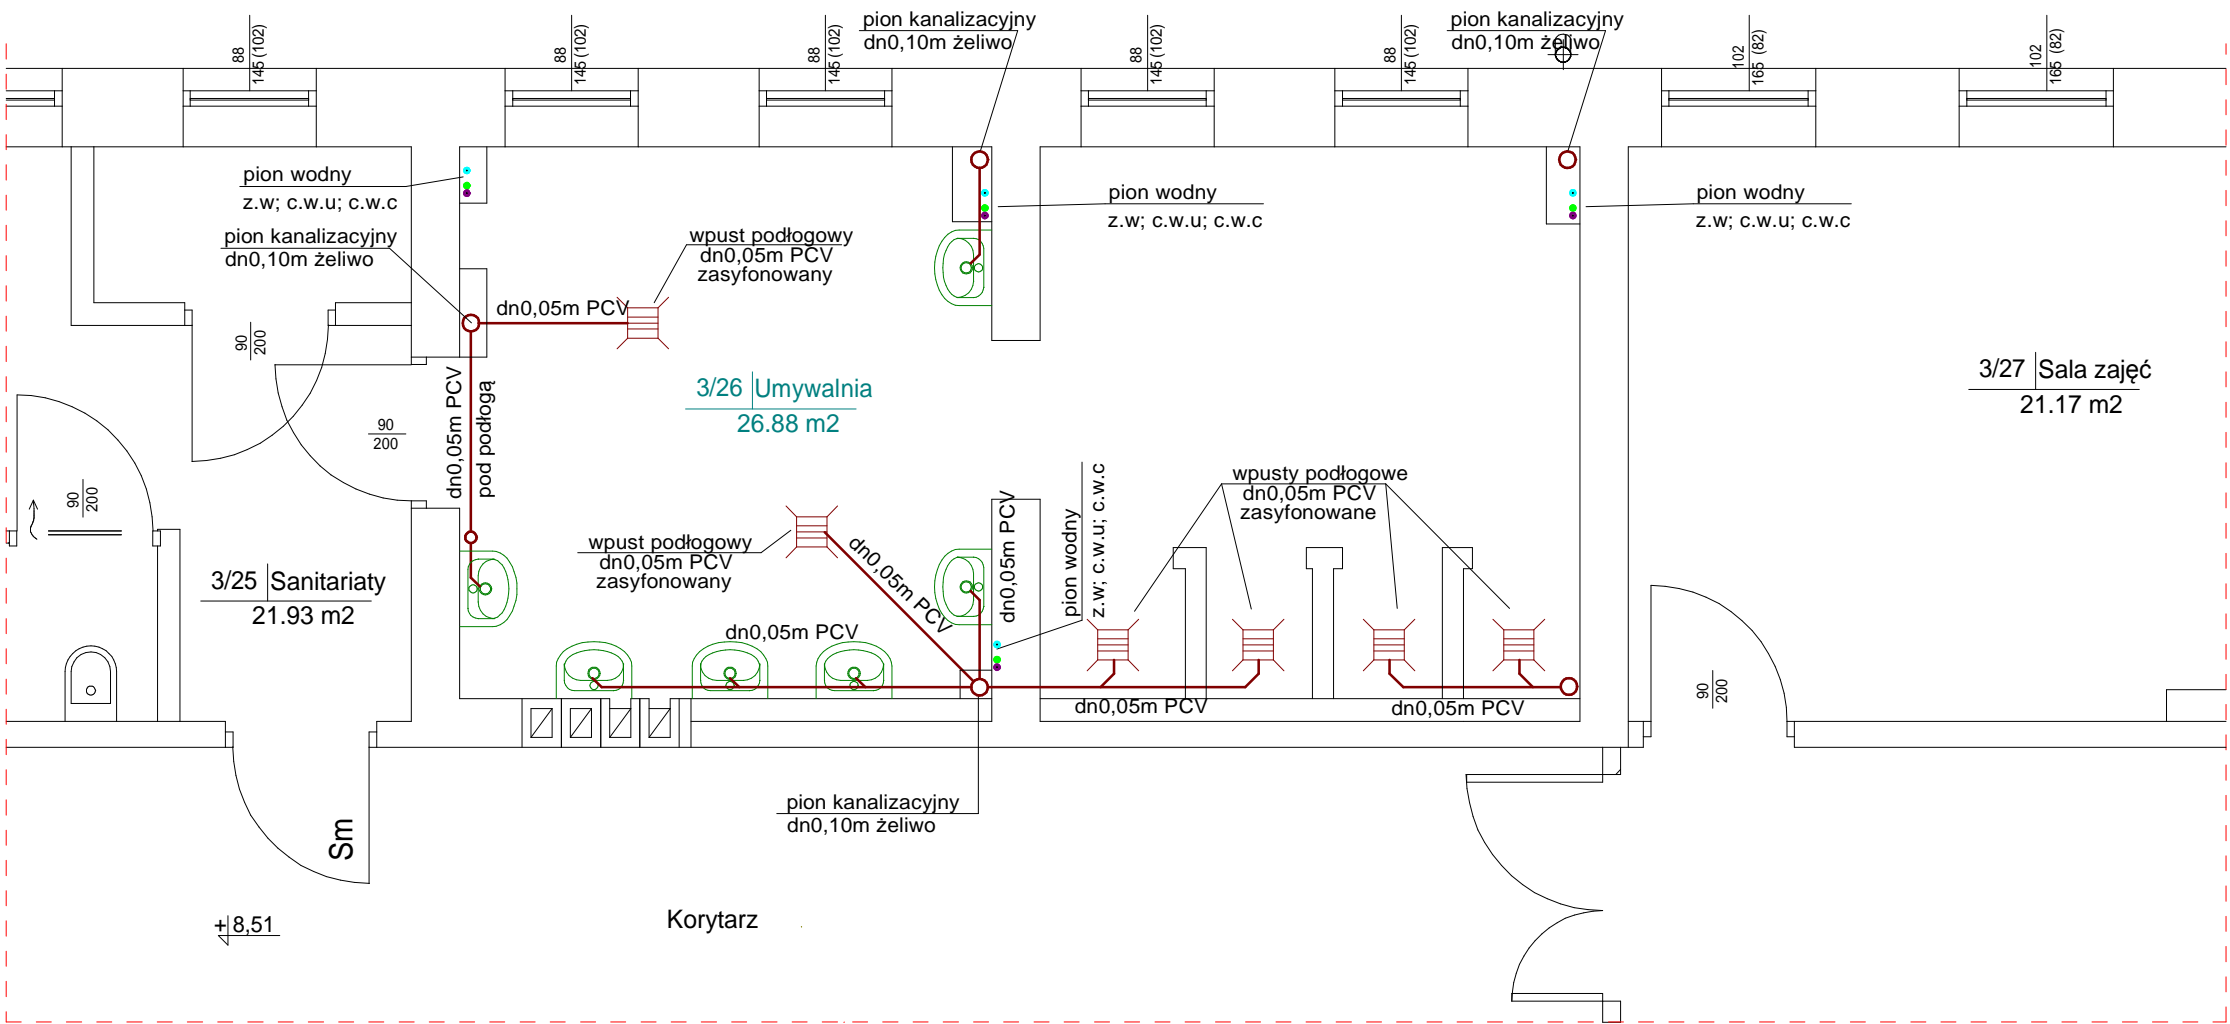 88
145 (102)
88
145 (102)
88
145 (102)
pion kanalizacyjny
dn0,10m żeliwo
88
145 (102)
88
145 (102)
pion kanalizacyjny
dn0,10m żeliwo
102
165 (82)
102
165 (82)
pion wodny
z.w; c.w.u; c.w.c
pion kanalizacyjny
dn0,10m żeliwo
wpust podłogowy
dn0,05m PCV
zasyfonowany
pion wodny
z.w; c.w.u; c.w.c
pion wodny
z.w; c.w.u; c.w.c
dn0,05m PCV
90
200
90
200
90
200
dn0,05m PCV
pod podłogą
3/26 Umywalnia
26.88 m2
3/27 Sala zajęć
21.17 m2
wpusty podłogowe
dn0,05m PCV
zasyfonowane
wpust podłogowy
dn0,05m PCV
zasyfonowany
dn0,05m PCV
dn0,05m PCV
pion wodny
z.w; c.w.u; c.w.c
3/25 Sanitariaty
21.93 m2
dn0,05m PCV
dn0,05m PCV
dn0,05m PCV
90
200
pion kanalizacyjny
dn0,10m żeliwo
Sm
+8,51
Korytarz